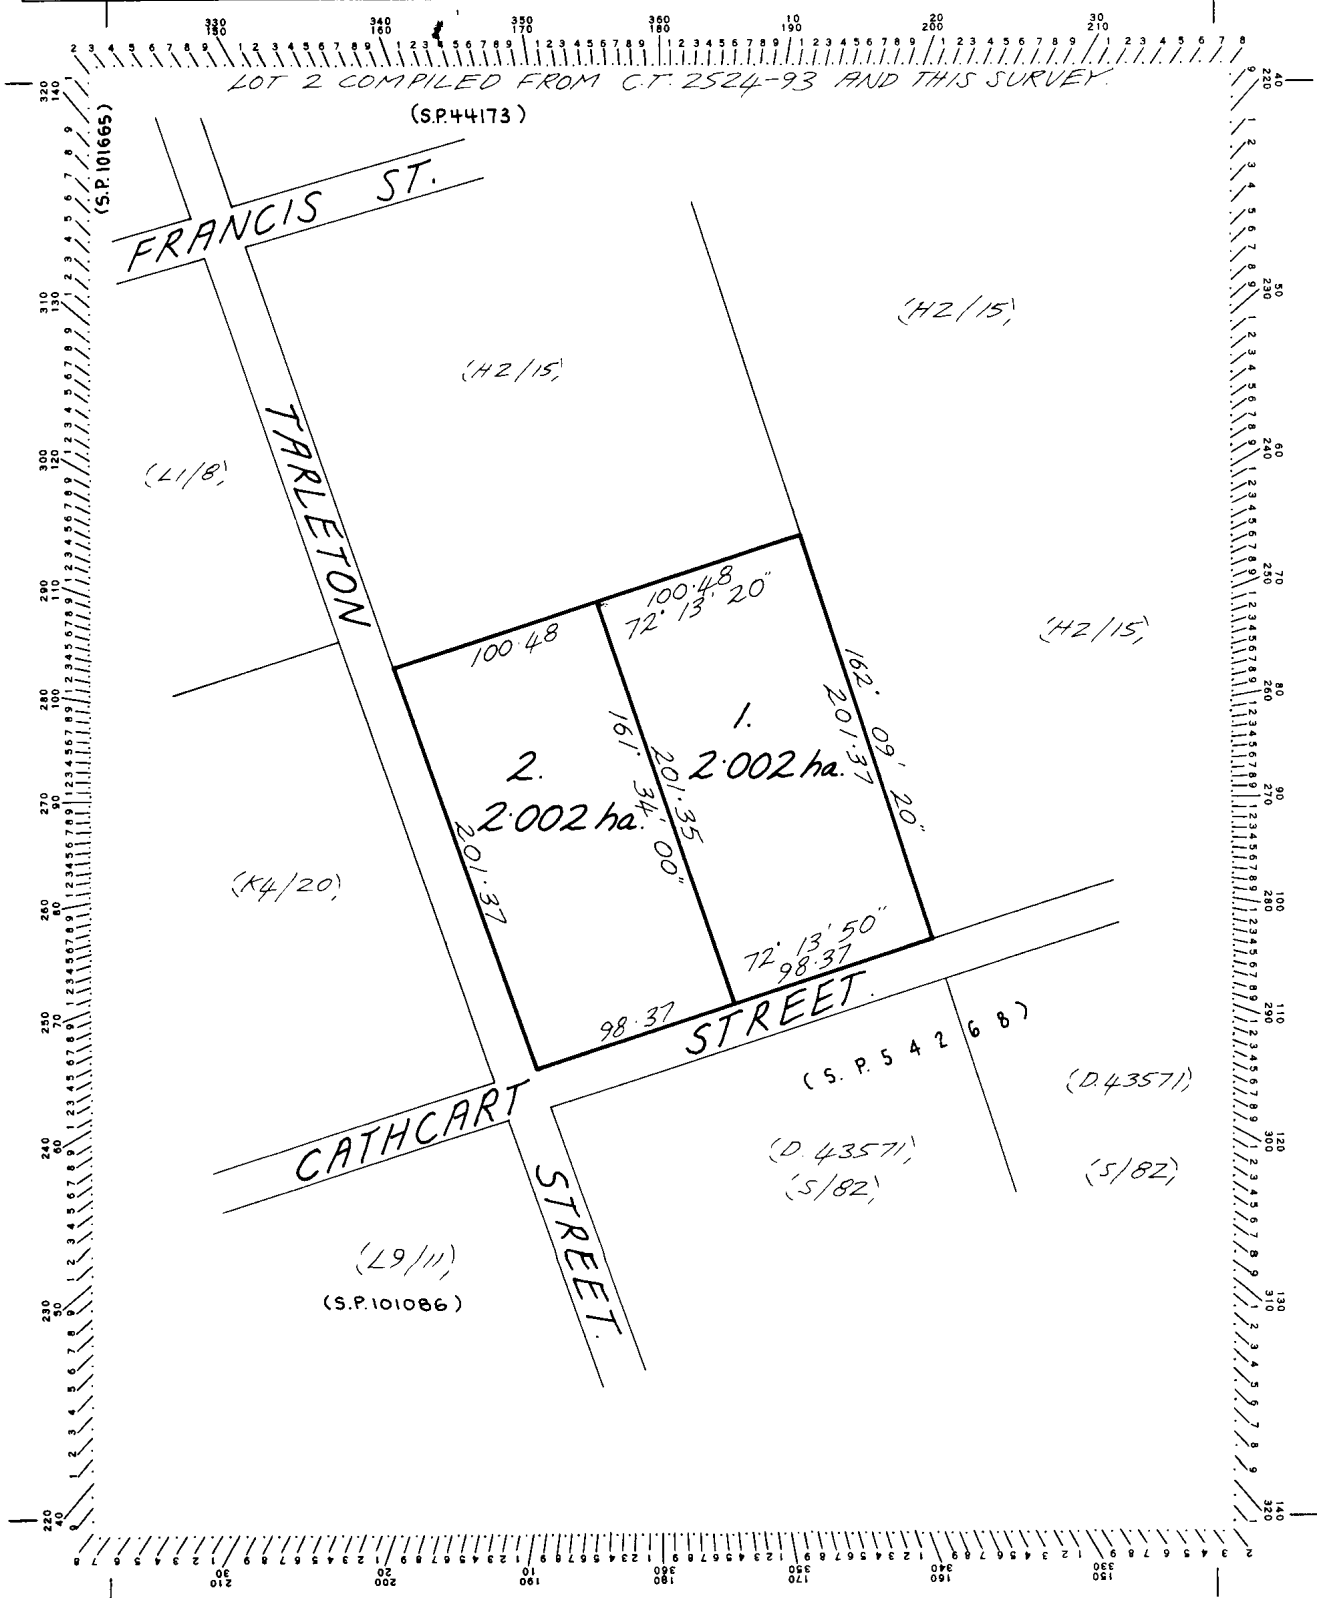 LOT 2 COMPILED FROM C.T. 2524-93 AND THIS SURVEY.
(S.P.44173)
(S.P. 101665)
FRANCIS ST.
(H2/15)
(H2/15)
TARLETON
(L1/8)
100·48
72° 13' 20"
100·48
(H2/15)
162° 09' 20"
201·37
1.
2·002 ha.
161° 34' 00"
201·35
2.
2·002 ha.
201·37
(K4/20)
72° 13' 50"
98·37
98·37
STREET.
(S.P. 54268)
(D.43571)
CATHCART
(D.43571)
(S/82)
(S/82)
STREET.
(L9/11)
(S.P.101086)